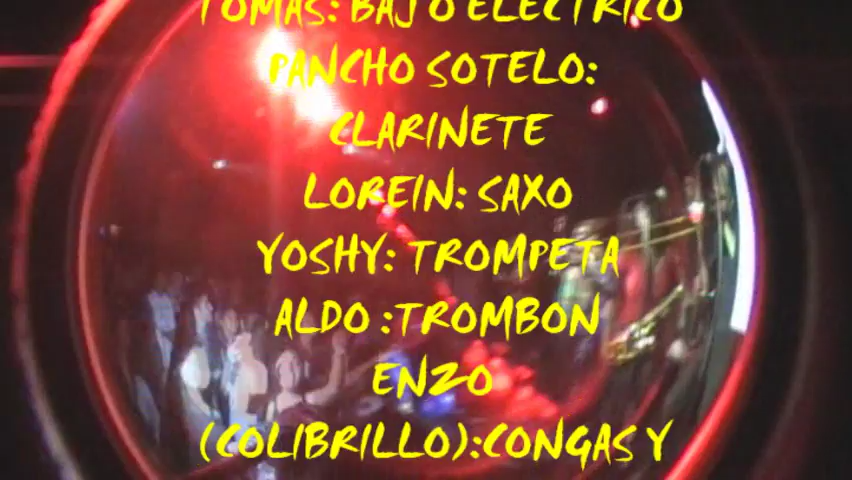 TOMAS: BAJO ELECTRICO
PANCHO SOTELO:
CLARINETE
LOREIN: SAXO
YOSHY: TROMPETA
ALDO :TROMBON
ENZO
(COLIBRILLO):CONGAS Y